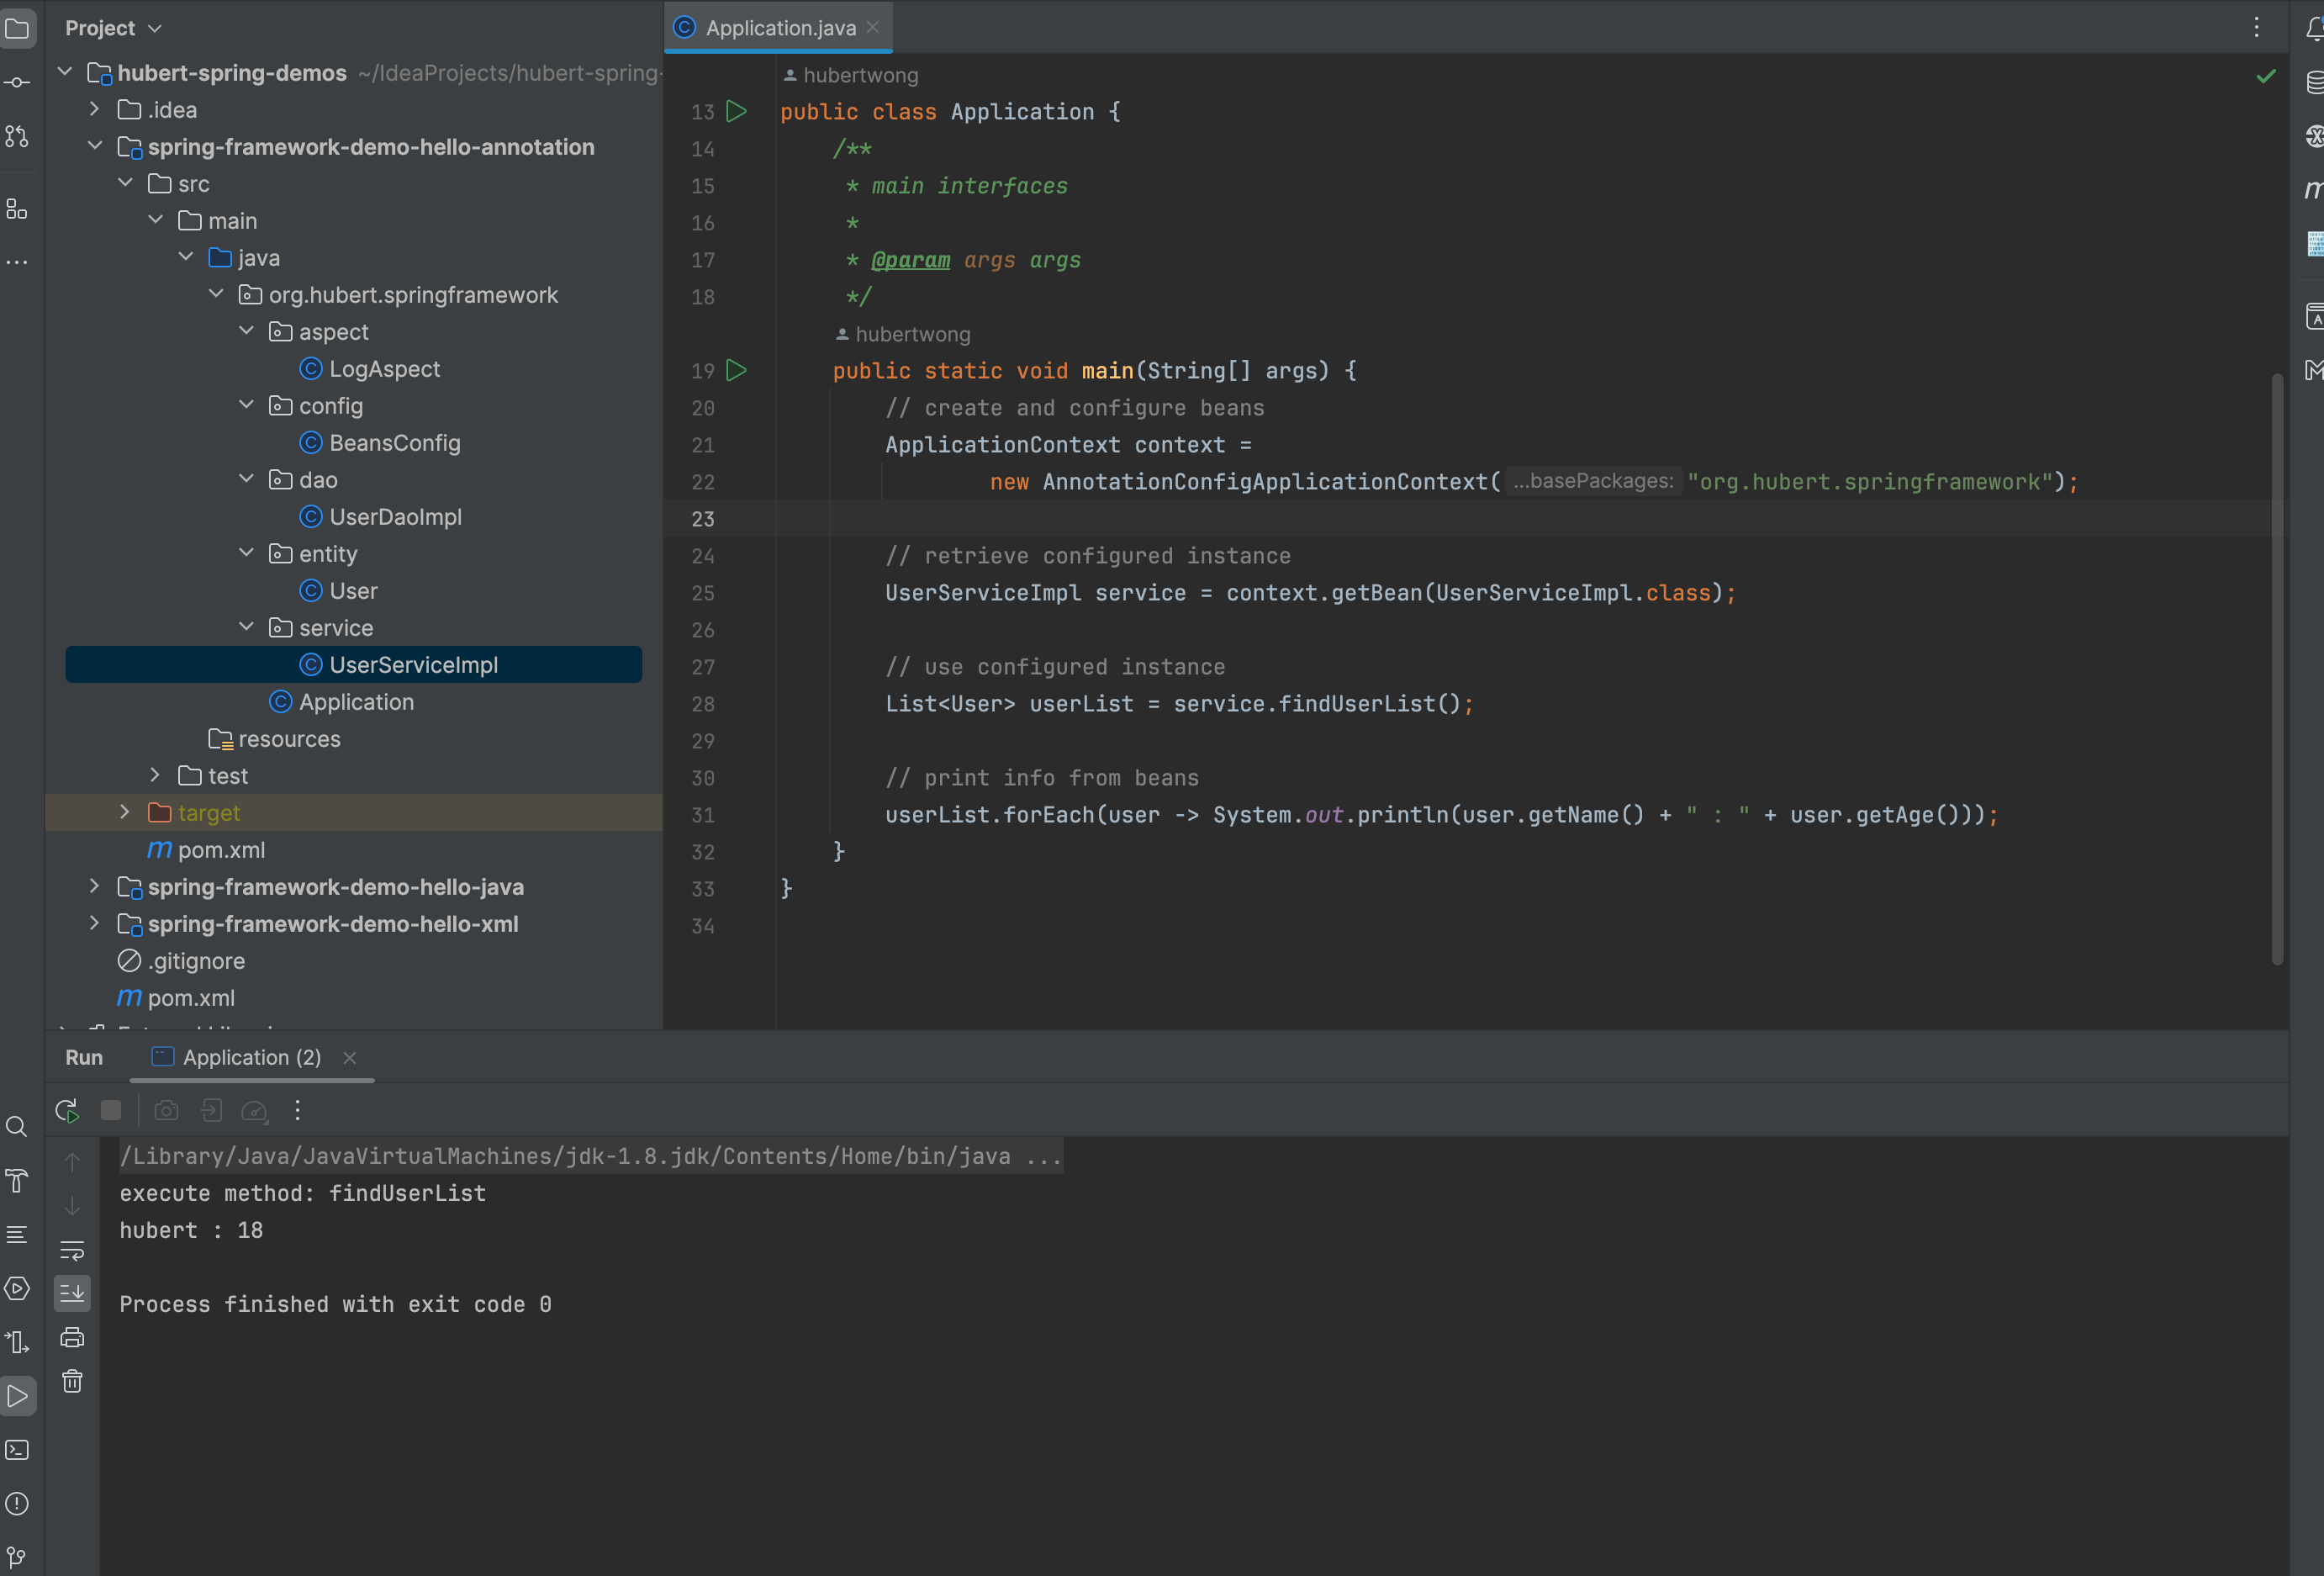 Project
hubert-spring-demos ~/IdeaProjects/hubert-spring-
.idea
spring-framework-demo-hello-annotation
src
main
java
org.hubert.springframework
aspect
LogAspect
config
BeansConfig
dao
UserDaoImpl
entity
User
service
UserServiceImpl
Application
resources
test
target
pom.xml
spring-framework-demo-hello-java
spring-framework-demo-hello-xml
.gitignore
pom.xml
Application.java
hubertwong
13 public class Application {
14 /**
15 * main interfaces
16 *
17 * @param args args
18 */
hubertwong
19 public static void main(String[] args) {
20 // create and configure beans
21 ApplicationContext context =
22 new AnnotationConfigApplicationContext( ...basePackages: "org.hubert.springframework");
23
24 // retrieve configured instance
25 UserServiceImpl service = context.getBean(UserServiceImpl.class);
26
27 // use configured instance
28 List<User> userList = service.findUserList();
29
30 // print info from beans
31 userList.forEach(user -> System.out.println(user.getName() + " : " + user.getAge()));
32 }
33 }
34
Run Application (2)
/Library/Java/JavaVirtualMachines/jdk-1.8.jdk/Contents/Home/bin/java ...
execute method: findUserList
hubert : 18
Process finished with exit code 0